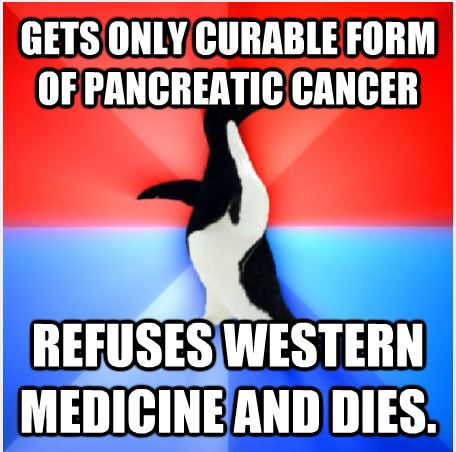 GETS ONLY CURABLE FORM
OF PANCREATIC CANCER
REFUSES WESTERN
MEDICINE AND DIES.